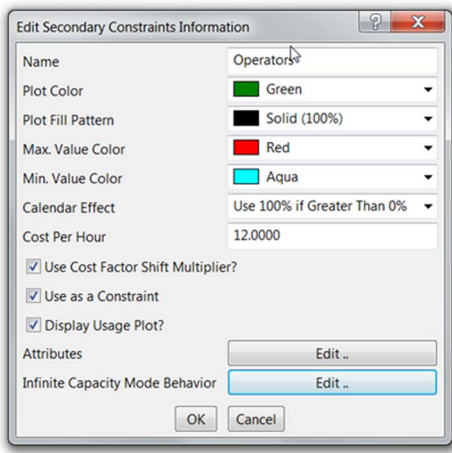 Edit Secondary Constraints Information
Name Operators
Plot Color Green
Plot Fill Pattern Solid (100%)
Max. Value Color Red
Min. Value Color Aqua
Calendar Effect Use 100% if Greater Than 0%
Cost Per Hour 12.0000
Use Cost Factor Shift Multiplier?
Use as a Constraint
Display Usage Plot?
Attributes Edit ..
Infinite Capacity Mode Behavior Edit ..
OK Cancel